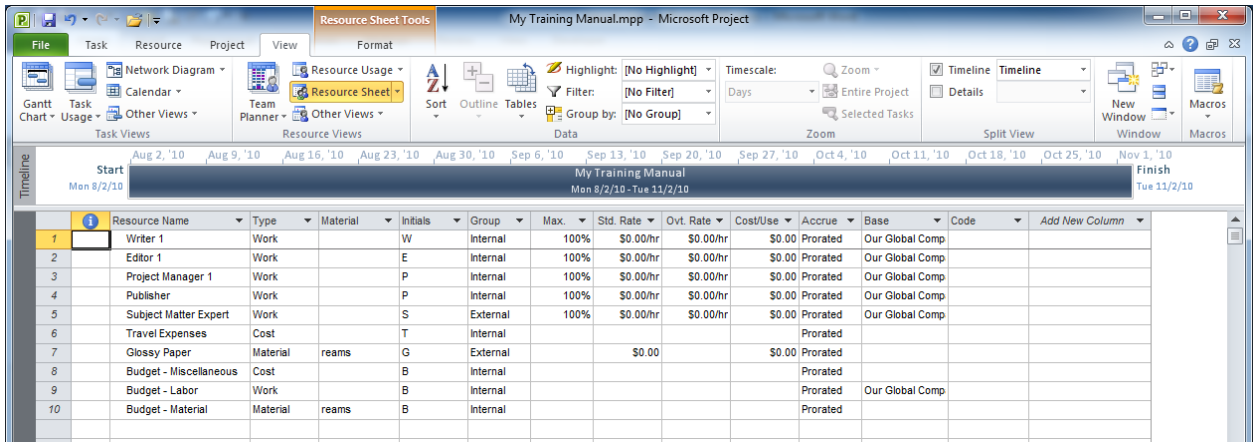 Resource Sheet Tools My Training Manual.mpp - Microsoft Project
File Task Resource Project View Format
Network Diagram Resource Usage Highlight: [No Highlight] Timescale: Zoom Timeline Timeline
Calendar Resource Sheet Filter: [No Filter] Days Entire Project Details
Gantt Chart Task Usage Other Views Team Planner Other Views Sort Outline Tables Group by: [No Group] Selected Tasks New Window Macros
Task Views Resource Views Data Zoom Split View Window Macros
Timeline
Aug 2, '10 Aug 9, '10 Aug 16, '10 Aug 23, '10 Aug 30, '10 Sep 6, '10 Sep 13, '10 Sep 20, '10 Sep 27, '10 Oct 4, '10 Oct 11, '10 Oct 18, '10 Oct 25, '10 Nov 1, '10
Start My Training Manual Finish
Mon 8/2/10 Mon 8/2/10 - Tue 11/2/10 Tue 11/2/10
Resource Name Type Material Initials Group Max. Std. Rate Ovt. Rate Cost/Use Accrue Base Code Add New Column
1 Writer 1 Work W Internal 100% $0.00/hr $0.00/hr $0.00 Prorated Our Global Comp
2 Editor 1 Work E Internal 100% $0.00/hr $0.00/hr $0.00 Prorated Our Global Comp
3 Project Manager 1 Work P Internal 100% $0.00/hr $0.00/hr $0.00 Prorated Our Global Comp
4 Publisher Work P Internal 100% $0.00/hr $0.00/hr $0.00 Prorated Our Global Comp
5 Subject Matter Expert Work S External 100% $0.00/hr $0.00/hr $0.00 Prorated Our Global Comp
6 Travel Expenses Cost T Internal Prorated
7 Glossy Paper Material reams G External $0.00 $0.00 Prorated
8 Budget - Miscellaneous Cost B Internal Prorated
9 Budget - Labor Work B Internal Prorated Our Global Comp
10 Budget - Material Material reams B Internal Prorated